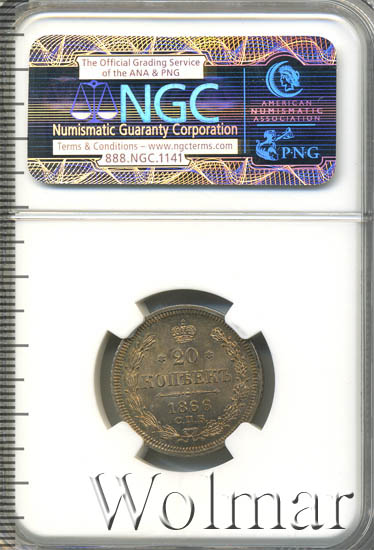 The Official Grading Service
of the ANA & PNG
NGC
Numismatic Guaranty Corporation
Terms & Conditions – www.ngcterms.com
888.NGC.1141
AMERICAN
NUMISMATIC
ASSOCIATION
P·N·G
20
КОПѢЕКЪ
1868
С.П.Б.
Wolmar